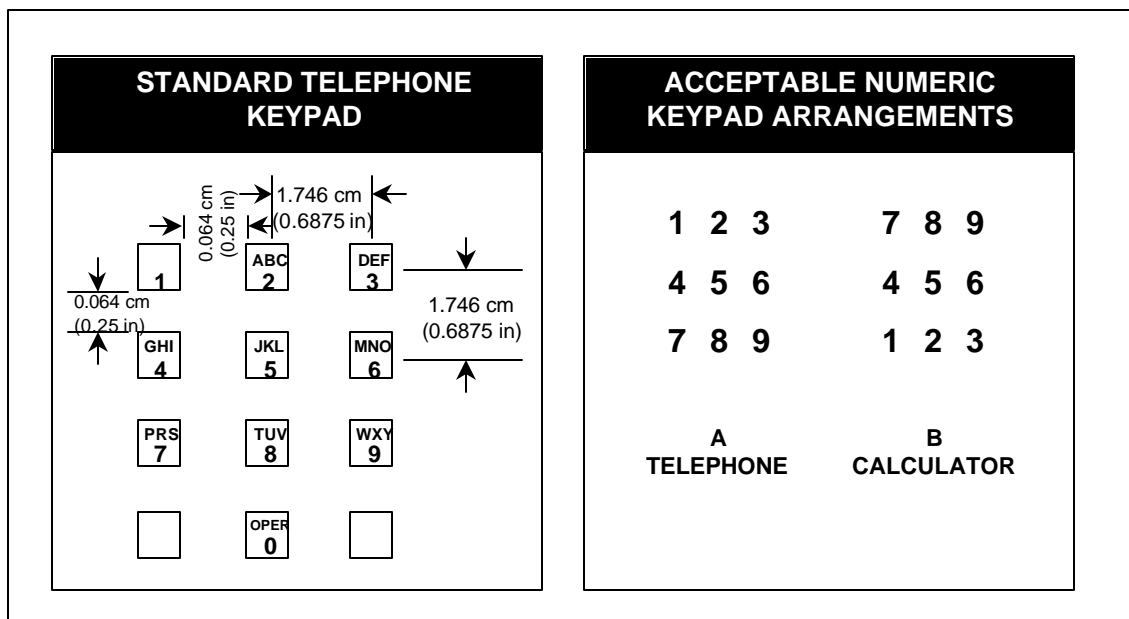 STANDARD TELEPHONE
KEYPAD
0.064 cm
(0.25 in)
1.746 cm
(0.6875 in)
1
ABC
2
DEF
3
0.064 cm
(0.25 in)
1.746 cm
(0.6875 in)
GHI
4
JKL
5
MNO
6
PRS
7
TUV
8
WXY
9
OPER
0
ACCEPTABLE NUMERIC
KEYPAD ARRANGEMENTS
1 2 3
4 5 6
7 8 9
A
TELEPHONE
7 8 9
4 5 6
1 2 3
B
CALCULATOR